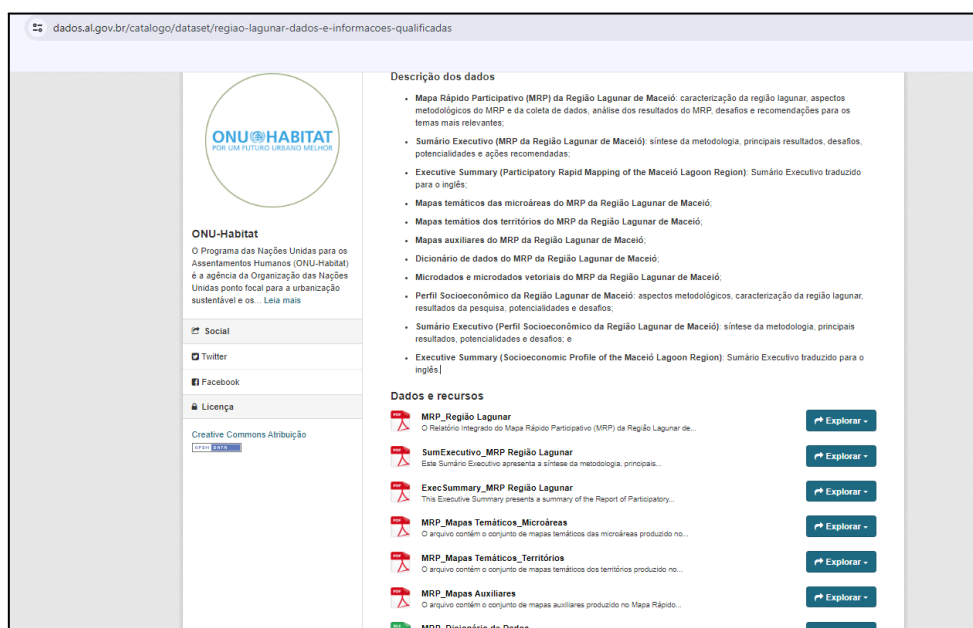 dados.al.gov.br/catalogo/dataset/regiao-lagunar-dados-e-informacoes-qualificadas
ONU HABITAT
POR UM FUTURO URBANO MELHOR
ONU-Habitat
O Programa das Nações Unidas para os
Assentamentos Humanos (ONU-Habitat)
é a agência da Organização das Nações
Unidas ponto focal para a urbanização
sustentável e os... Leia mais
Social
Twitter
Facebook
Licença
Creative Commons Atribuição
OPEN DATA
Descrição dos dados
• Mapa Rápido Participativo (MRP) da Região Lagunar de Maceió: caracterização da região lagunar, aspectos
metodológicos do MRP e da coleta de dados, análise dos resultados do MRP, desafios e recomendações para os
temas mais relevantes;
• Sumário Executivo (MRP da Região Lagunar de Maceió): síntese da metodologia, principais resultados, desafios,
potencialidades e ações recomendadas;
• Executive Summary (Participatory Rapid Mapping of the Maceió Lagoon Region): Sumário Executivo traduzido
para o inglês;
• Mapas temáticos das microáreas do MRP da Região Lagunar de Maceió;
• Mapas temátios dos territórios do MRP da Região Lagunar de Maceió;
• Mapas auxiliares do MRP da Região Lagunar de Maceió;
• Dicionário de dados do MRP da Região Lagunar de Maceió;
• Microdados e microdados vetoriais do MRP da Região Lagunar de Maceió;
• Perfil Socioeconômico da Região Lagunar de Maceió: aspectos metodológicos, caracterização da região lagunar,
resultados da pesquisa, potencialidades e desafios;
• Sumário Executivo (Perfil Socioeconômico da Região Lagunar de Maceió): síntese da metodologia, principais
resultados, potencialidades e desafios; e
• Executive Summary (Socioeconomic Profile of the Maceió Lagoon Region): Sumário Executivo traduzido para o
inglês.
Dados e recursos
PDF MRP_Região Lagunar Explorar
O Relatório Integrado do Mapa Rápido Participativo (MRP) da Região Lagunar de...
PDF SumExecutivo_MRP Região Lagunar Explorar
Este Sumário Executivo apresenta a síntese da metodologia, principais...
PDF ExecSummary_MRP Região Lagunar Explorar
This Executive Summary presents a summary of the Report of Participatory...
PDF MRP_Mapas Temáticos_Microáreas Explorar
O arquivo contém o conjunto de mapas temáticos das microáreas produzido no...
PDF MRP_Mapas Temáticos_Territórios Explorar
O arquivo contém o conjunto de mapas temáticos dos territórios produzido no...
PDF MRP_Mapas Auxiliares Explorar
O arquivo contém o conjunto de mapas auxiliares produzido no Mapa Rápido...
MRP_Dicionário de Dados